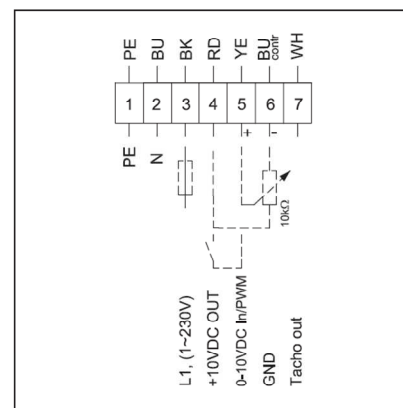 PE BU BK RD YE BU contr WH
1 2 3 4 5 6 7
+ -
PE N
10kΩ
L1, (1~230V)
+10VDC OUT
0-10VDC In/PWM
GND
Tacho out